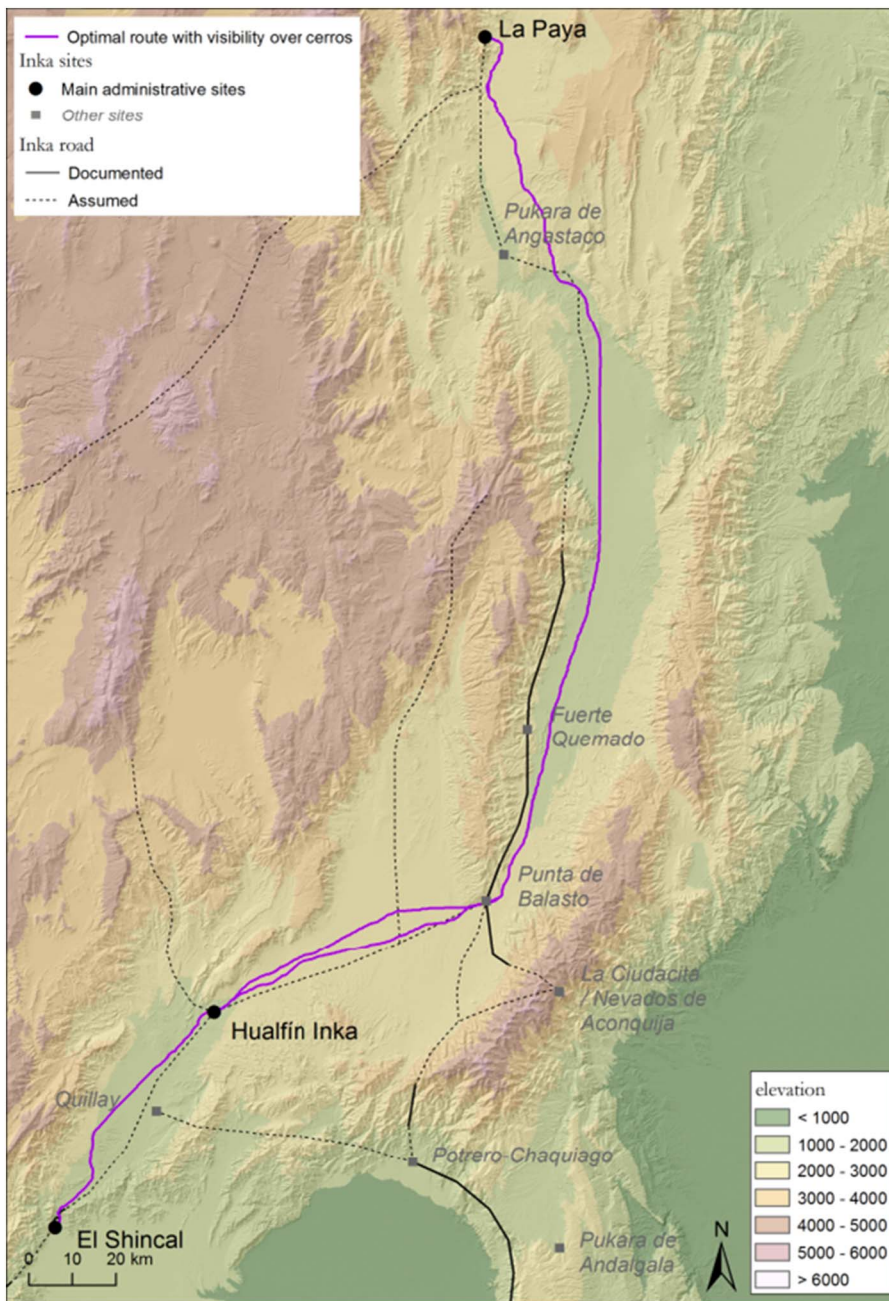 Optimal route with visibility over cerros
Inka sites
Main administrative sites
Other sites
Inka road
Documented
Assumed
La Paya
Pukara de
Angastaco
Fuerte
Quemado
Punta de
Balasto
La Ciudacita
/ Nevados de
Aconquija
Hualfín Inka
Quillay
Potrero-Chaquiago
El Shincal
0 10 20 km
Pukara de
Andalgala
N
elevation
< 1000
1000 - 2000
2000 - 3000
3000 - 4000
4000 - 5000
5000 - 6000
> 6000